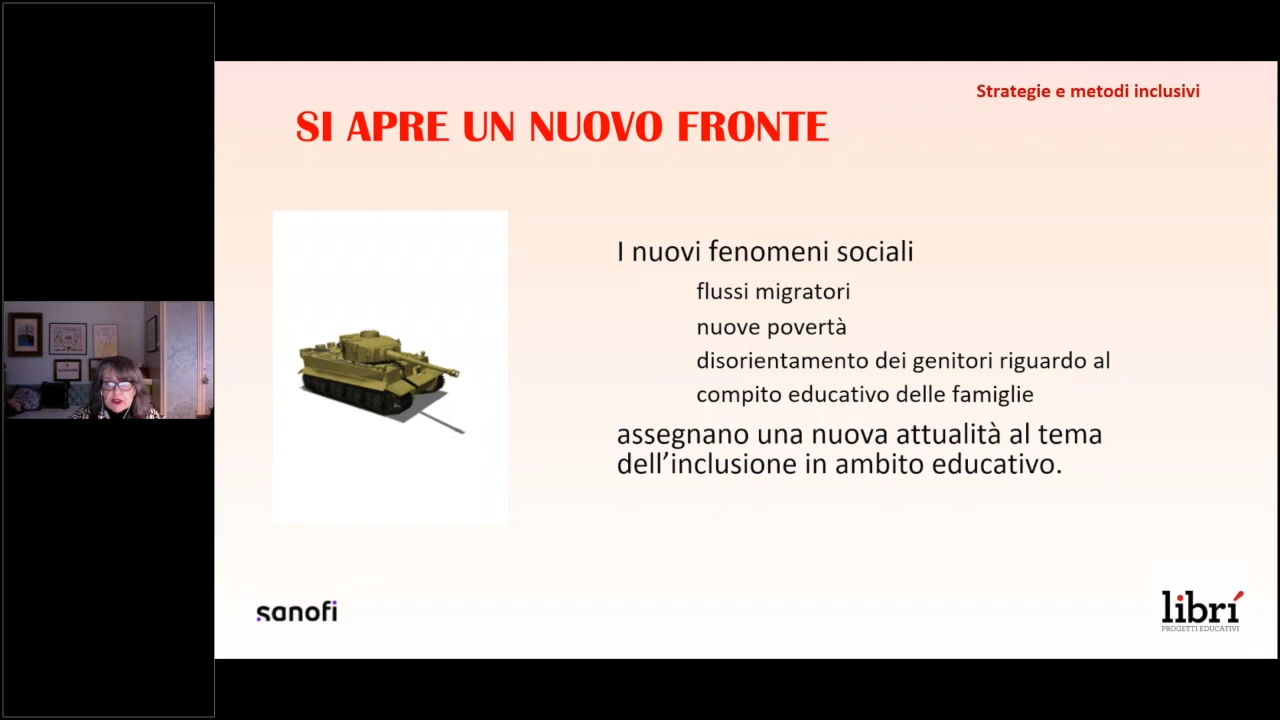 Strategie e metodi inclusivi
SI APRE UN NUOVO FRONTE
I nuovi fenomeni sociali
flussi migratori
nuove povertà
disorientamento dei genitori riguardo al
compito educativo delle famiglie
assegnano una nuova attualità al tema
dell’inclusione in ambito educativo.
sanofi
librí
PROGETTI EDUCATIVI